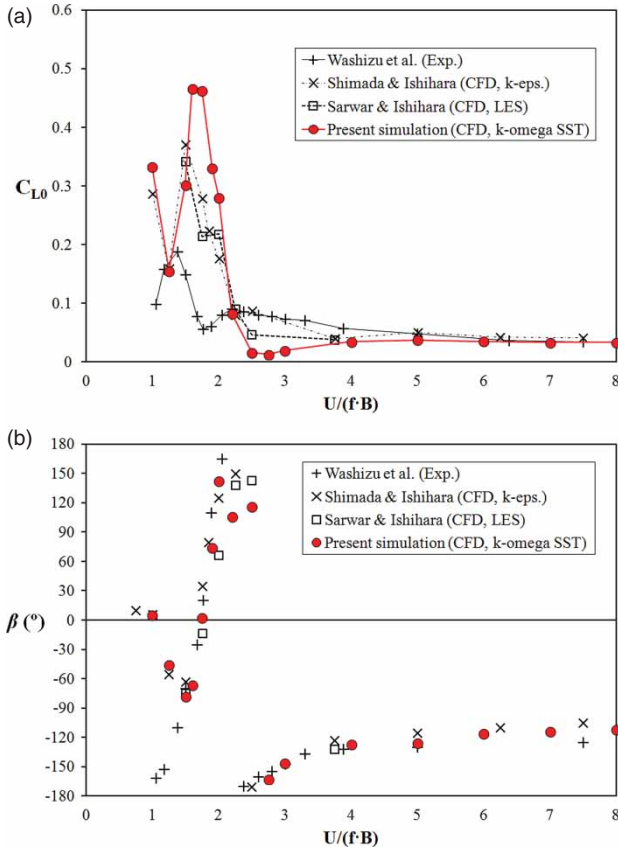 (a)
0.6
0.5
0.4
0.3
0.2
0.1
0
C_L0
Washizu et al. (Exp.)
Shimada & Ishihara (CFD, k-eps.)
Sarwar & Ishihara (CFD, LES)
Present simulation (CFD, k-omega SST)
0 1 2 3 4 5 6 7 8
U/(f·B)
(b)
180
150
120
90
60
30
0
-30
-60
-90
-120
-150
-180
β (º)
Washizu et al. (Exp.)
Shimada & Ishihara (CFD, k-eps.)
Sarwar & Ishihara (CFD, LES)
Present simulation (CFD, k-omega SST)
0 1 2 3 4 5 6 7 8
U/(f·B)